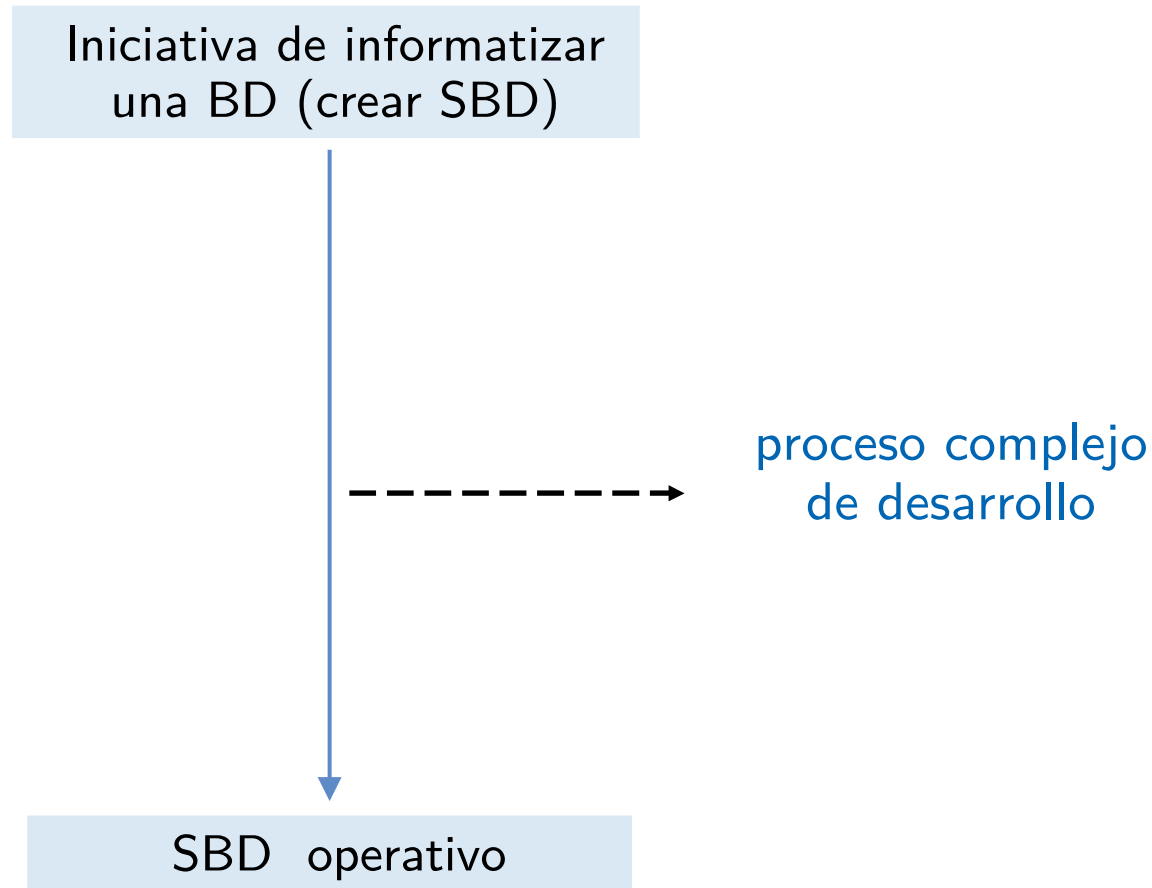 Iniciativa de informatizar
una BD (crear SBD)
proceso complejo
de desarrollo
SBD operativo